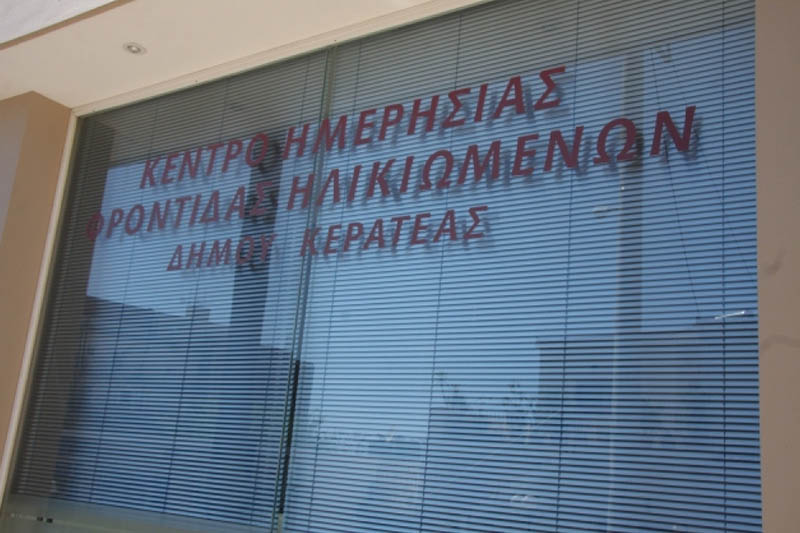 ΚΕΝΤΡΟ ΗΜΕΡΗΣΙΑΣ
ΦΡΟΝΤΙΔΑΣ ΗΛΙΚΙΩΜΕΝΩΝ
ΔΗΜΟΥ ΚΕΡΑΤΕΑΣ